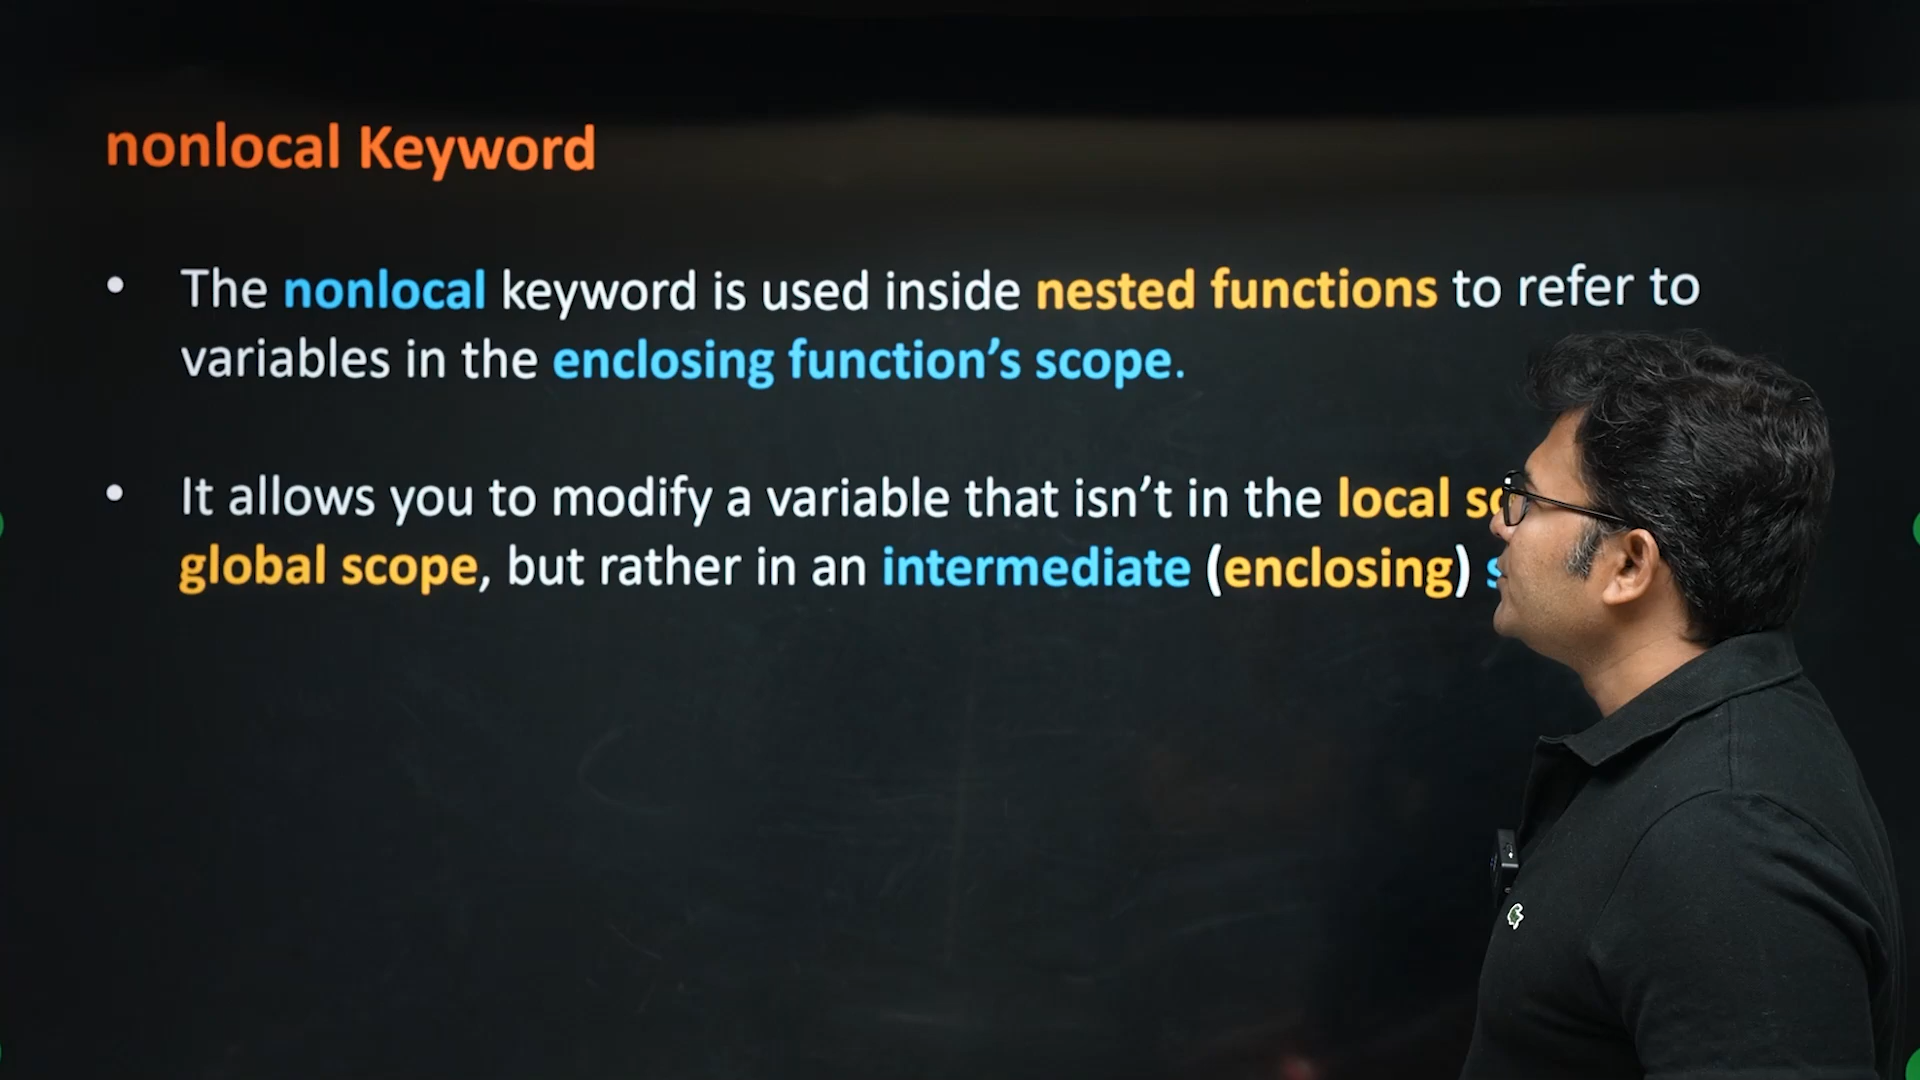 nonlocal Keyword
• The nonlocal keyword is used inside nested functions to refer to
variables in the enclosing function’s scope.
• It allows you to modify a variable that isn’t in the local
global scope, but rather in an intermediate (enclosing)